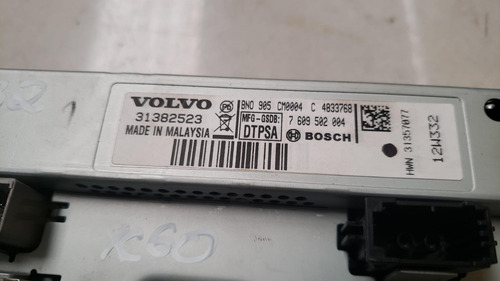 VOLVO
31382523
MADE IN MALAYSIA
BNO 905 CM0004 C 4833768
MFG-GSDB:
DTPSA
7 609 502 004
BOSCH
HWN 31357077
12W332
XC60